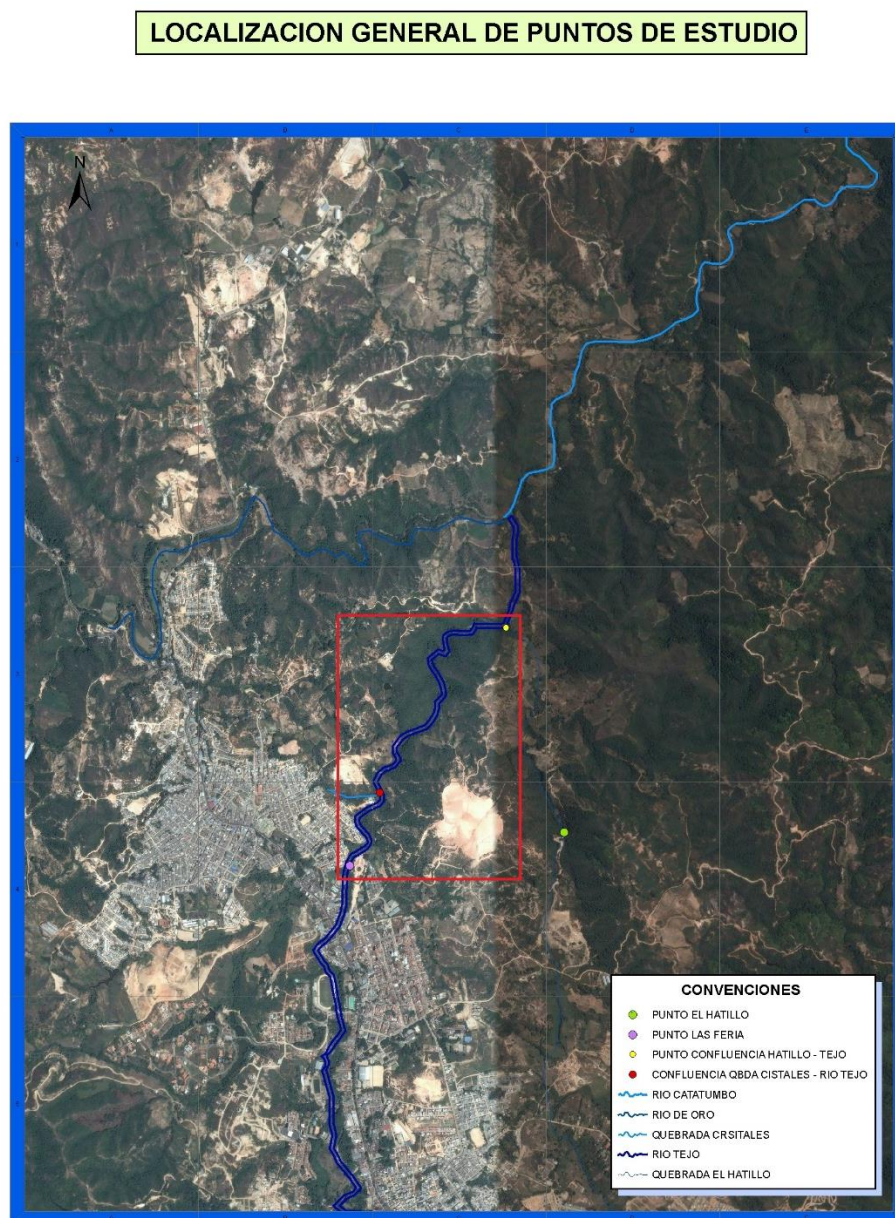 LOCALIZACION GENERAL DE PUNTOS DE ESTUDIO
N
CONVENCIONES
PUNTO EL HATILLO
PUNTO LAS FERIA
PUNTO CONFLUENCIA HATILLO - TEJO
CONFLUENCIA QBDA CISTALES - RIO TEJO
RIO CATATUMBO
RIO DE ORO
QUEBRADA CRSITALES
RIO TEJO
QUEBRADA EL HATILLO